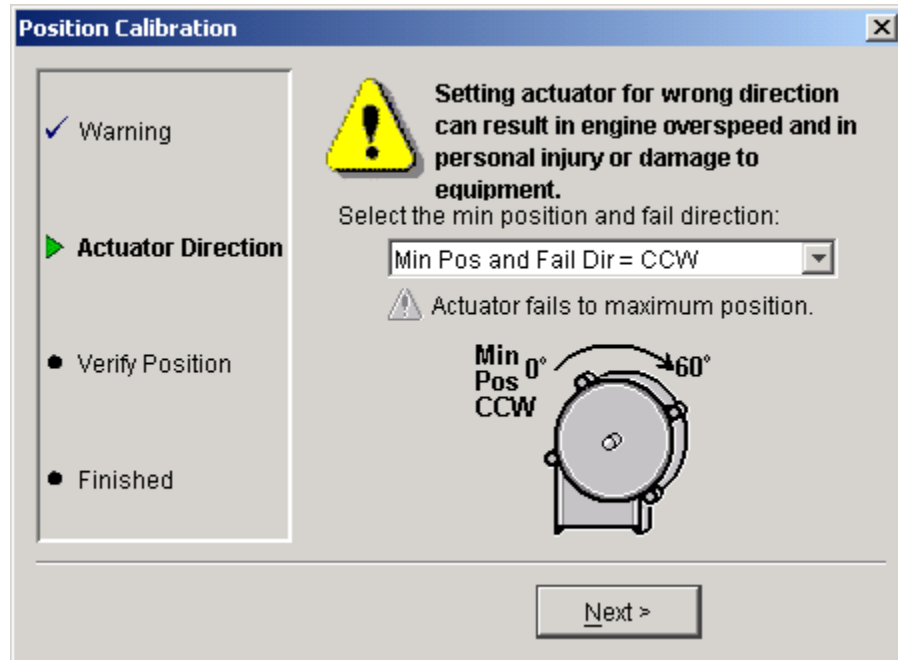 Position Calibration
Warning
Actuator Direction
Verify Position
Finished
Setting actuator for wrong direction
can result in engine overspeed and in
personal injury or damage to
equipment.
Select the min position and fail direction:
Min Pos and Fail Dir = CCW
Actuator fails to maximum position.
Min 0° 60°
Pos
CCW
Next >